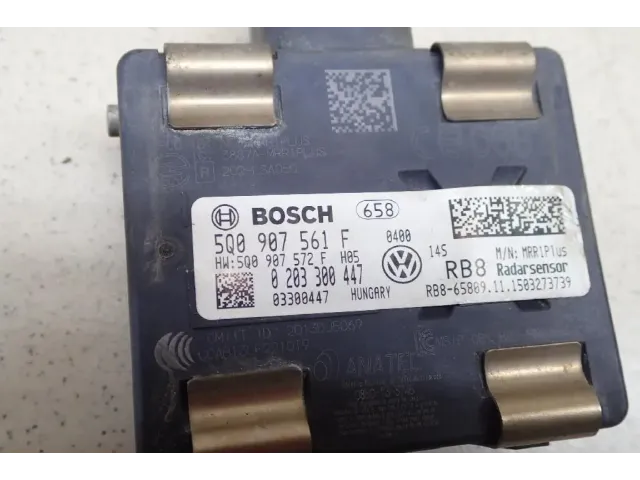 BOSCH 658
5Q0 907 561 F 0400
HW:5Q0 907 572 F H05 14S M/N: MRR1Plus
0 203 300 447 RB8 Radarsensor
03300447 HUNGARY RB8-65809.11.1503273739
ANATEL